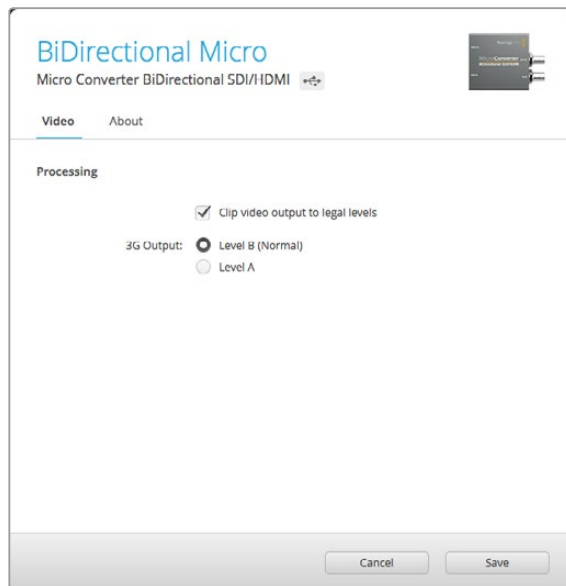 BiDirectional Micro
Micro Converter BiDirectional SDI/HDMI
Video About
Processing
Clip video output to legal levels
3G Output: Level B (Normal)
Level A
Cancel Save